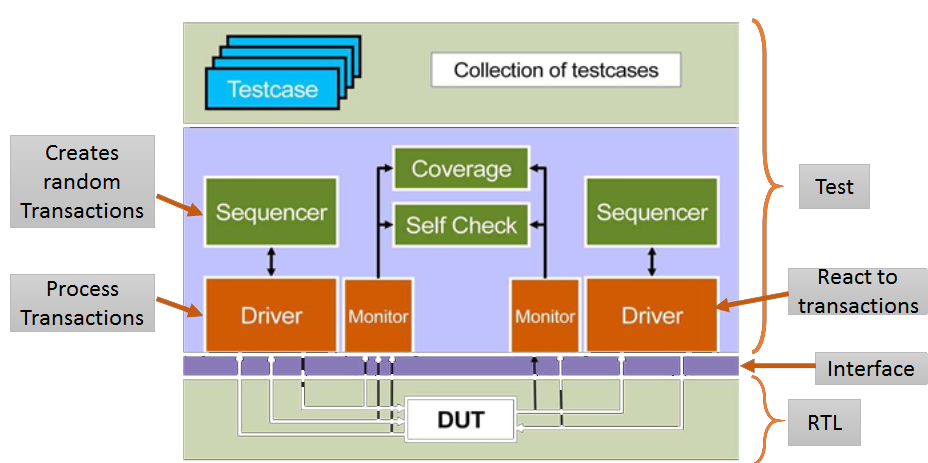 Testcase
Collection of testcases
Creates
random
Transactions
Coverage
Sequencer
Self Check
Sequencer
Test
Process
Transactions
Driver
Monitor
Monitor
Driver
React to
transactions
Interface
DUT
RTL